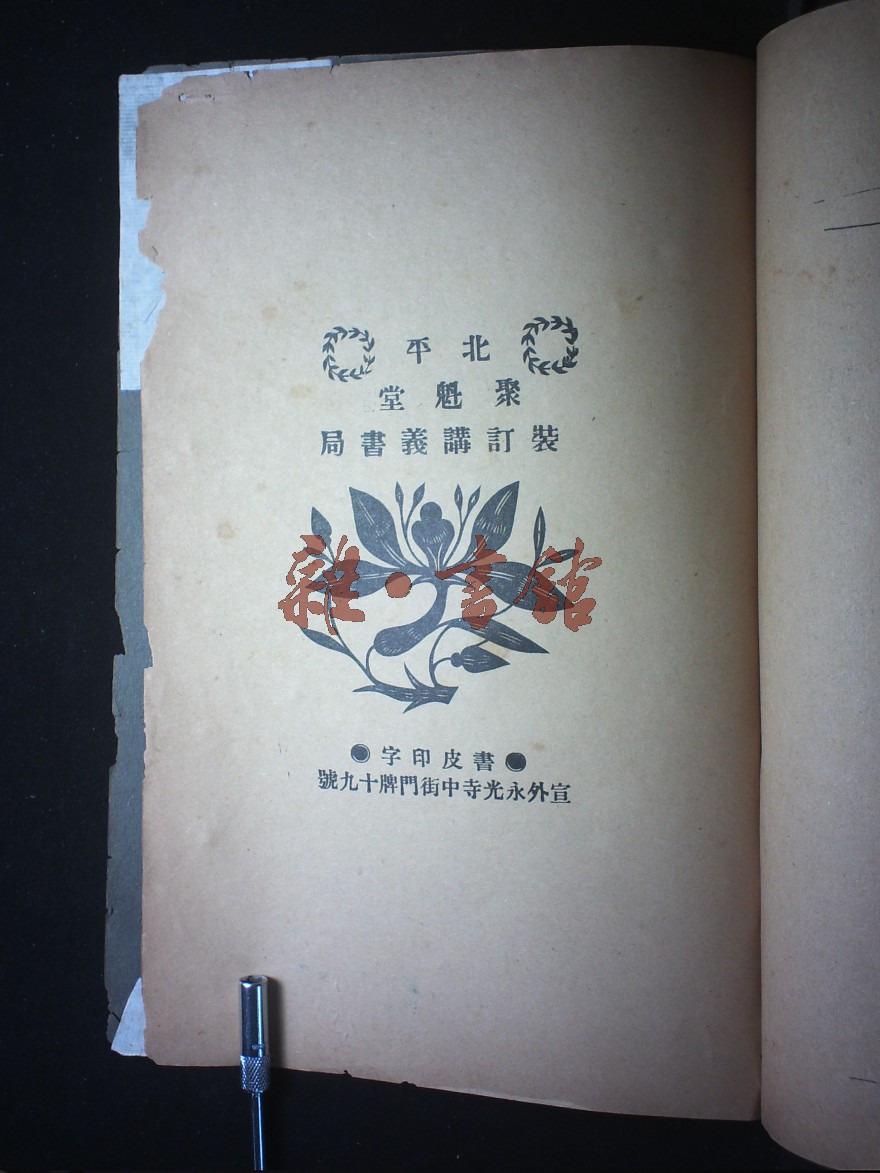 北平
聚魁堂
裝訂講義書局
雜·書館
書皮印字
宣外永光寺中街門牌十九號